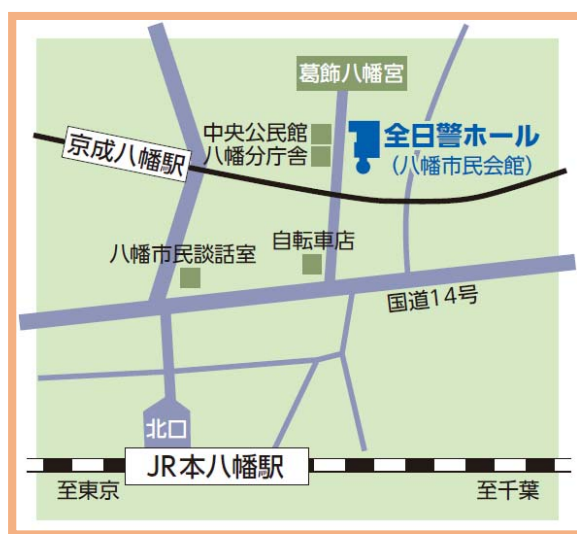 葛飾八幡宮
中央公民館
八幡分庁舎
全日警ホール
(八幡市民会館)
京成八幡駅
自転車店
八幡市民談話室
国道14号
北口
JR本八幡駅
至東京
至千葉